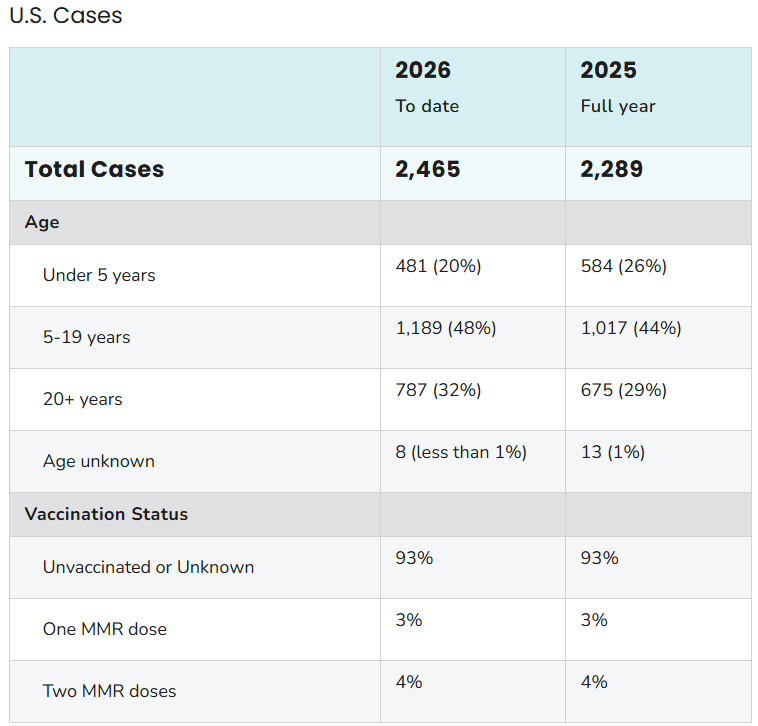 U.S. Cases
2026 2025
To date Full year
Total Cases 2,465 2,289
Age
Under 5 years 481 (20%) 584 (26%)
5-19 years 1,189 (48%) 1,017 (44%)
20+ years 787 (32%) 675 (29%)
Age unknown 8 (less than 1%) 13 (1%)
Vaccination Status
Unvaccinated or Unknown 93% 93%
One MMR dose 3% 3%
Two MMR doses 4% 4%